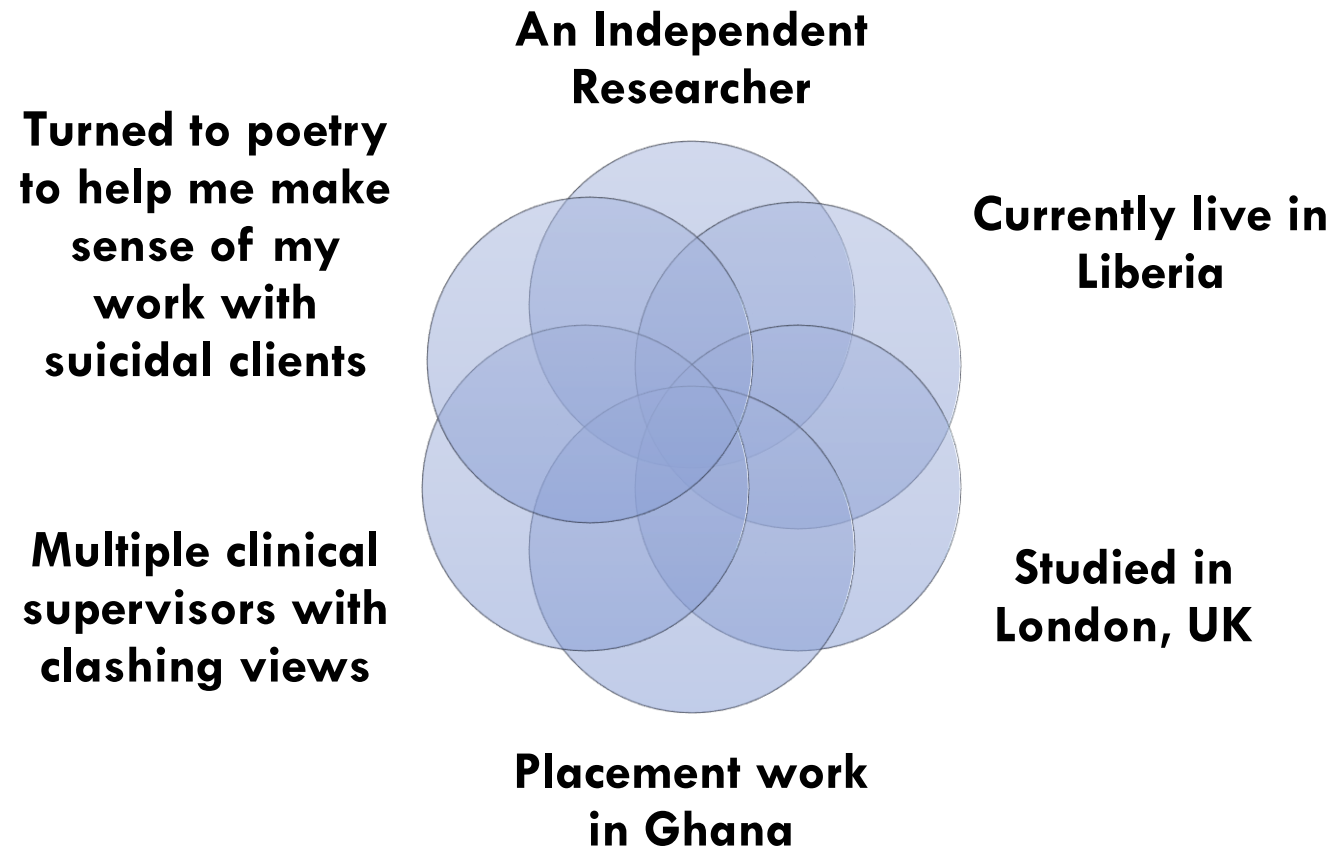 An Independent
Researcher
Currently live in
Liberia
Studied in
London, UK
Placement work
in Ghana
Multiple clinical
supervisors with
clashing views
Turned to poetry
to help me make
sense of my
work with
suicidal clients